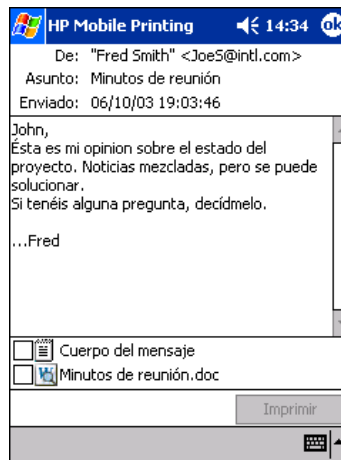 HP Mobile Printing 14:34 ok
De: "Fred Smith" <JoeS@intl.com>
Asunto: Minutos de reunión
Enviado: 06/10/03 19:03:46
John,
Ésta es mi opinion sobre el estado del
proyecto. Noticias mezcladas, pero se puede
solucionar.
Si tenéis alguna pregunta, decídmelo.
...Fred
Cuerpo del mensaje
Minutos de reunión.doc
Imprimir